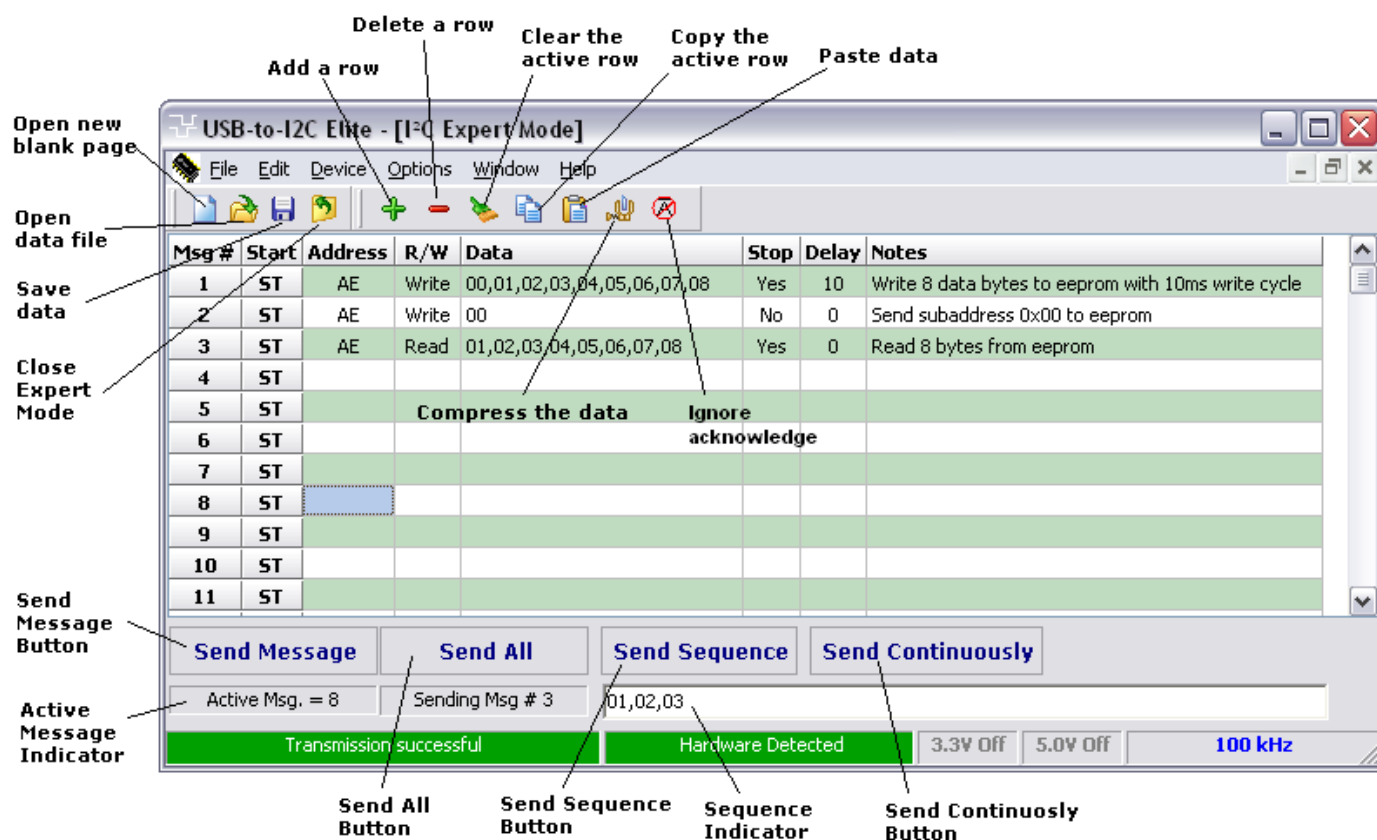 Delete a row
Clear the
active row
Copy the
active row
Paste data
Add a row
Open new
blank page
USB-to-I2C Elite - [I²C Expert Mode]
File Edit Device Options Window Help
Open
data file
Msg # Start Address R/W Data Stop Delay Notes
1 ST AE Write 00,01,02,03,04,05,06,07,08 Yes 10 Write 8 data bytes to eeprom with 10ms write cycle
Save
data
2 ST AE Write 00 No 0 Send subaddress 0x00 to eeprom
3 ST AE Read 01,02,03,04,05,06,07,08 Yes 0 Read 8 bytes from eeprom
Close
Expert
Mode
4 ST
5 ST
Compress the data
Ignore
acknowledge
6 ST
7 ST
8 ST
9 ST
10 ST
11 ST
Send
Message
Button
Send Message Send All Send Sequence Send Continuously
Active
Message
Indicator
Active Msg. = 8 Sending Msg # 3 01,02,03
Transmission successful Hardware Detected 3.3V Off 5.0V Off 100 kHz
Send All
Button
Send Sequence
Button
Sequence
Indicator
Send Continuosly
Button